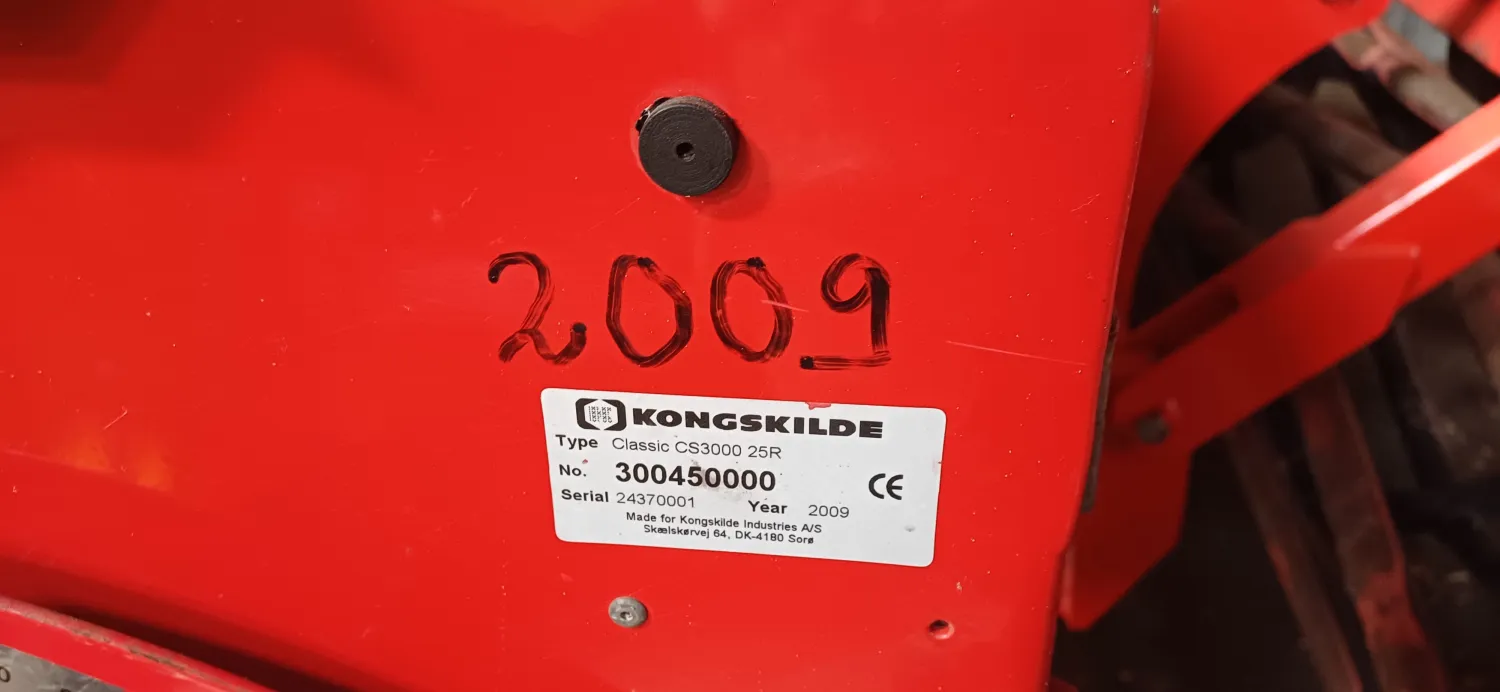 2009
KONGSKILDE
Type Classic CS3000 25R
No. 300450000
CE
Serial 24370001 Year 2009
Made for Kongskilde Industries A/S
Skælskørvej 64, DK-4180 Sorø